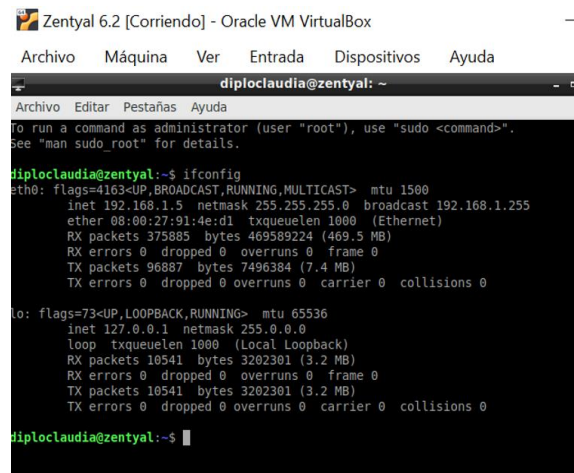 Zentyal 6.2 [Corriendo] - Oracle VM VirtualBox
Archivo Máquina Ver Entrada Dispositivos Ayuda
diploclaudia@zentyal: ~
Archivo Editar Pestañas Ayuda
To run a command as administrator (user "root"), use "sudo <command>".
See "man sudo_root" for details.
diploclaudia@zentyal:~$ ifconfig
eth0: flags=4163<UP,BROADCAST,RUNNING,MULTICAST> mtu 1500
inet 192.168.1.5 netmask 255.255.255.0 broadcast 192.168.1.255
ether 08:00:27:91:4e:d1 txqueuelen 1000 (Ethernet)
RX packets 375885 bytes 469589224 (469.5 MB)
RX errors 0 dropped 0 overruns 0 frame 0
TX packets 96887 bytes 7496384 (7.4 MB)
TX errors 0 dropped 0 overruns 0 carrier 0 collisions 0
lo: flags=73<UP,LOOPBACK,RUNNING> mtu 65536
inet 127.0.0.1 netmask 255.0.0.0
loop txqueuelen 1000 (Local Loopback)
RX packets 10541 bytes 3202301 (3.2 MB)
RX errors 0 dropped 0 overruns 0 frame 0
TX packets 10541 bytes 3202301 (3.2 MB)
TX errors 0 dropped 0 overruns 0 carrier 0 collisions 0
diploclaudia@zentyal:~$